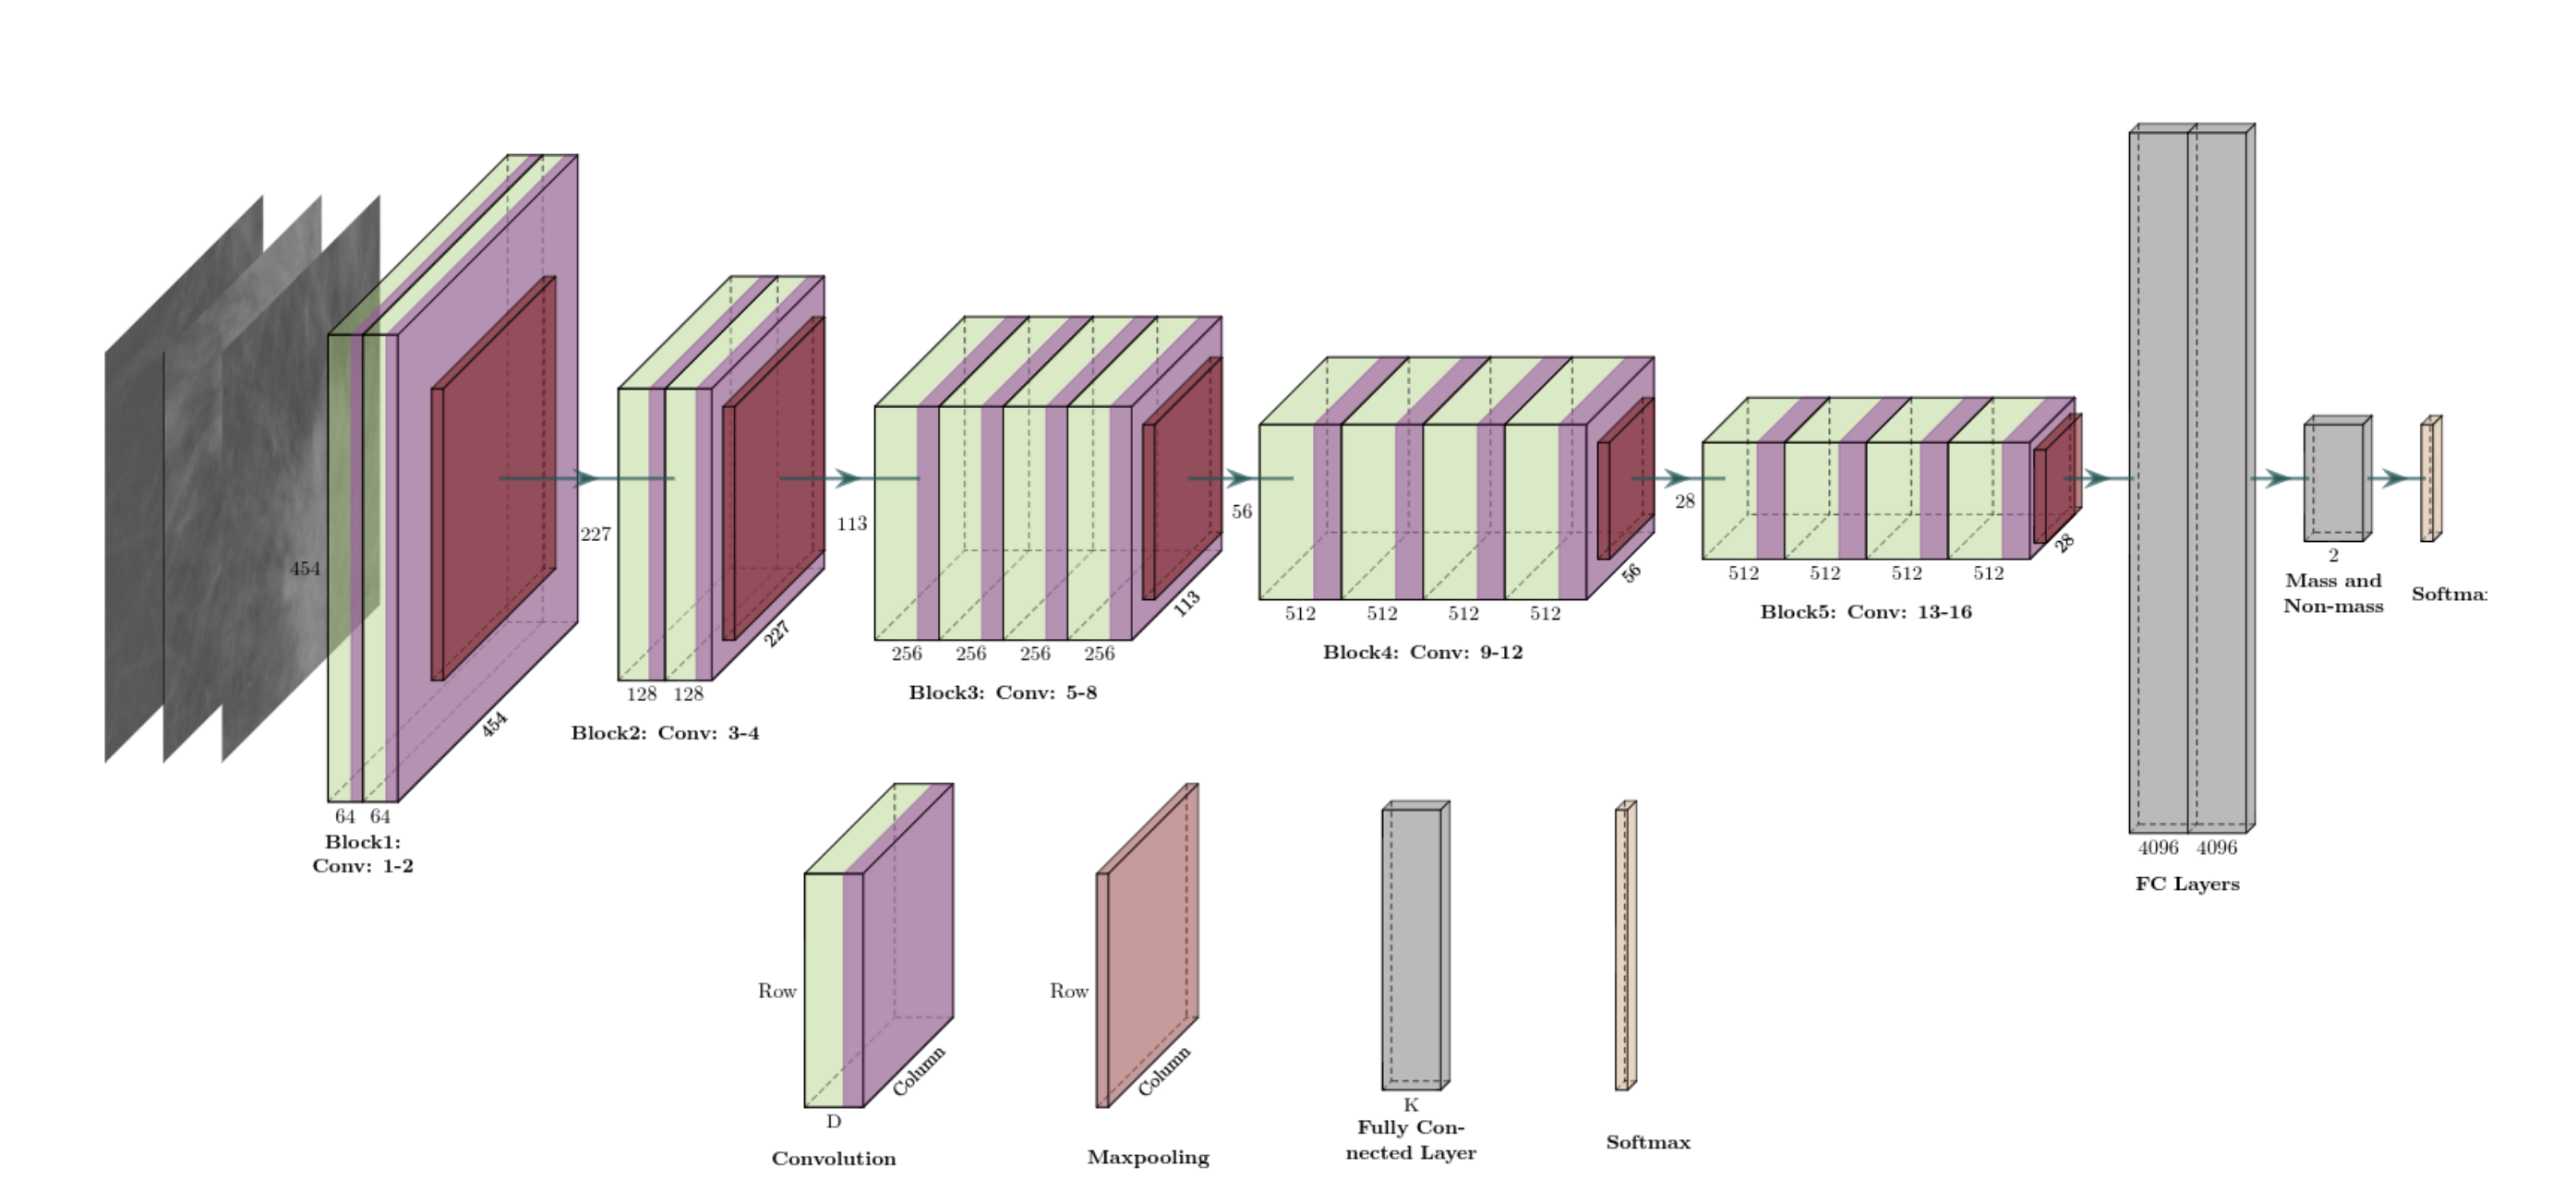 454
454
64 64
Block1:
Conv: 1-2
227
227
128 128
Block2: Conv: 3-4
113
113
256 256 256 256
Block3: Conv: 5-8
56
56
512 512 512 512
Block4: Conv: 9-12
28
28
512 512 512 512
Block5: Conv: 13-16
4096 4096
FC Layers
2
Mass and
Non-mass
Softma
Row
Column
D
Convolution
Row
Column
Maxpooling
K
Fully Con-
nected Layer
Softmax